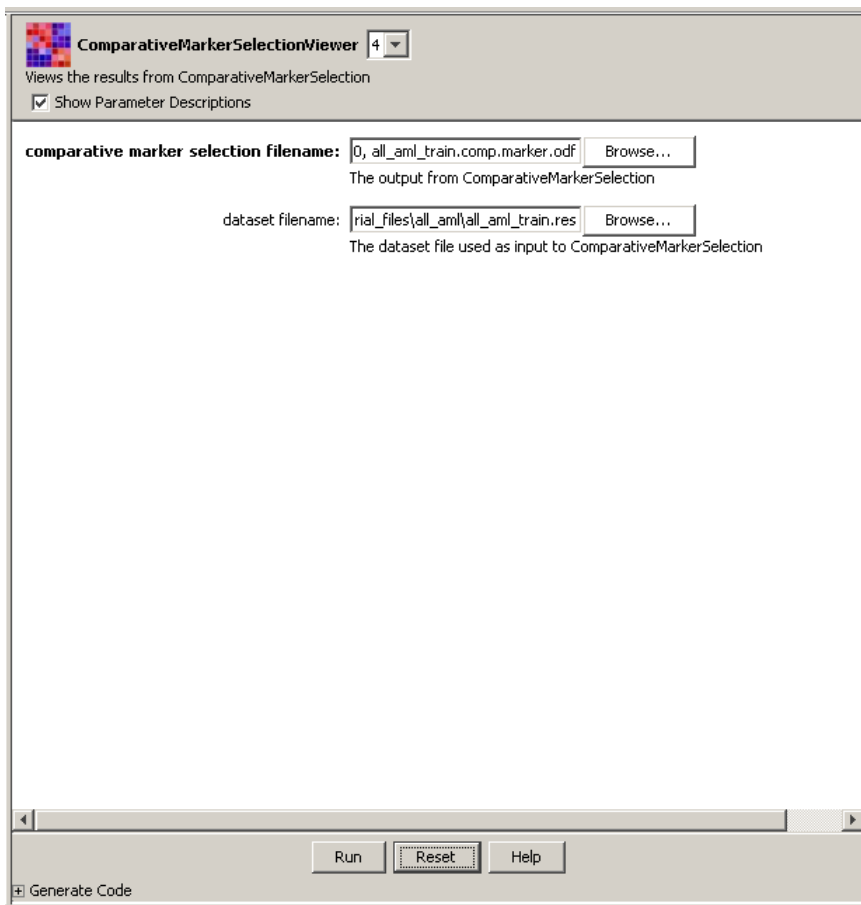 ComparativeMarkerSelectionViewer 4
Views the results from ComparativeMarkerSelection
Show Parameter Descriptions
comparative marker selection filename: 0, all_aml_train.comp.marker.odf Browse...
The output from ComparativeMarkerSelection
dataset filename: rial_files\all_aml\all_aml_train.res Browse...
The dataset file used as input to ComparativeMarkerSelection
Run Reset Help
Generate Code